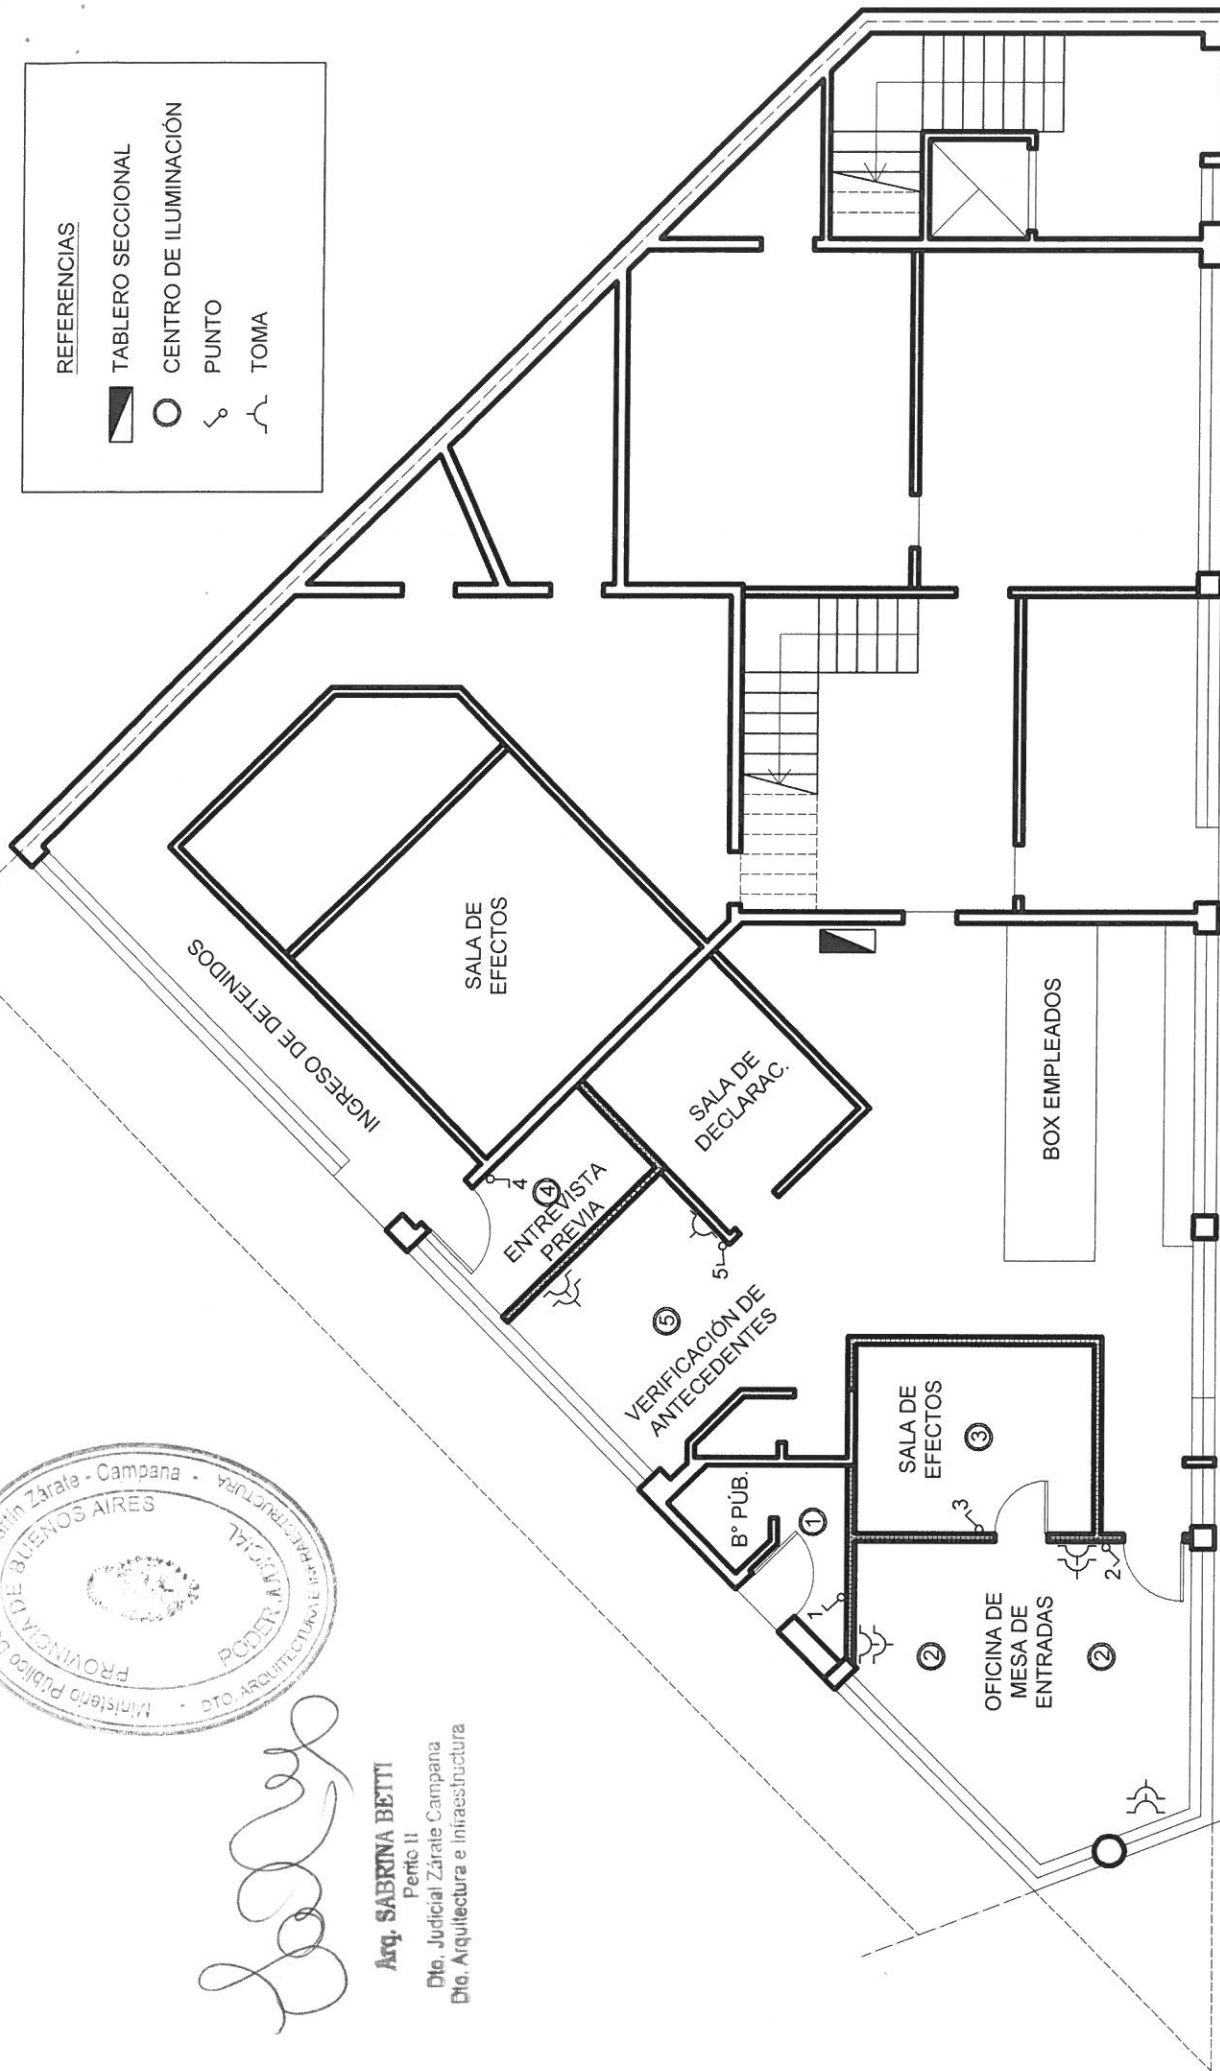 REFERENCIAS
TABLERO SECCIONAL
CENTRO DE ILUMINACIÓN
PUNTO
TOMA
INGRESO DE DETENIDOS
SALA DE
EFECTOS
SALA DE
DECLARAC.
ENTREVISTA
PREVIA
4
4
5
5
VERIFICACIÓN DE
ANTECEDENTES
BOX EMPLEADOS
B° PÚB.
1
1
SALA DE
EFECTOS
3
3
OFICINA DE
MESA DE
ENTRADAS
2
2
2
Zárate - Campana -
Ministerio Público
PROVINCIA DE BUENOS AIRES
PODER JUDICIAL
DTO. ARQUITECTURA E INFRAESTRUCTURA
Arq. SABRINA BETTI
Perito II
Dto. Judicial Zárate Campana
Dto. Arquitectura e Infraestructura